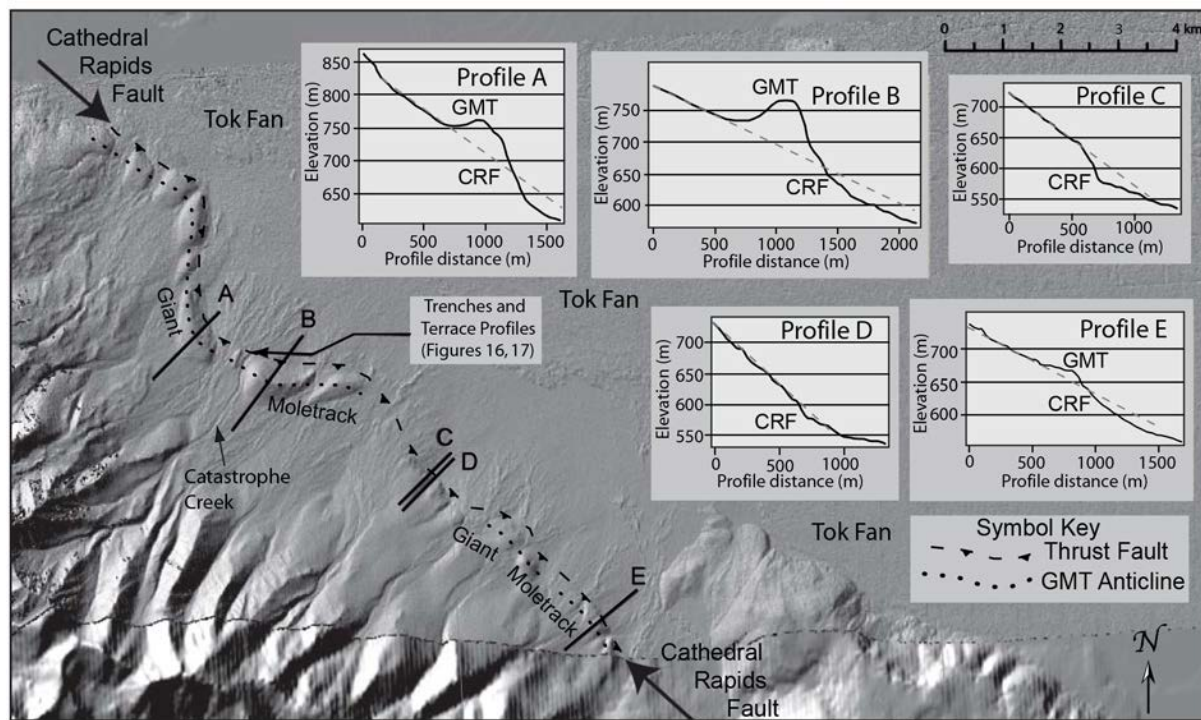 Cathedral
Rapids
Fault
Tok Fan
0 1 2 3 4 km
Profile A
GMT
CRF
Elevation (m)
850
800
750
700
650
0 500 1000 1500
Profile distance (m)
Profile B
GMT
CRF
Elevation (m)
750
700
650
600
0 500 1000 1500 2000
Profile distance (m)
Profile C
CRF
Elevation (m)
700
650
600
550
0 500 1000
Profile distance (m)
Giant
A
B
Moletrack
Trenches and
Terrace Profiles
(Figures 16, 17)
Tok Fan
Catastrophe
Creek
C
D
Profile D
CRF
Elevation (m)
700
650
600
550
0 500 1000
Profile distance (m)
Profile E
GMT
CRF
Elevation (m)
700
650
600
0 500 1000 1500
Profile distance (m)
Giant
Moletrack
E
Tok Fan
Symbol Key
Thrust Fault
GMT Anticline
Cathedral
Rapids
Fault
N